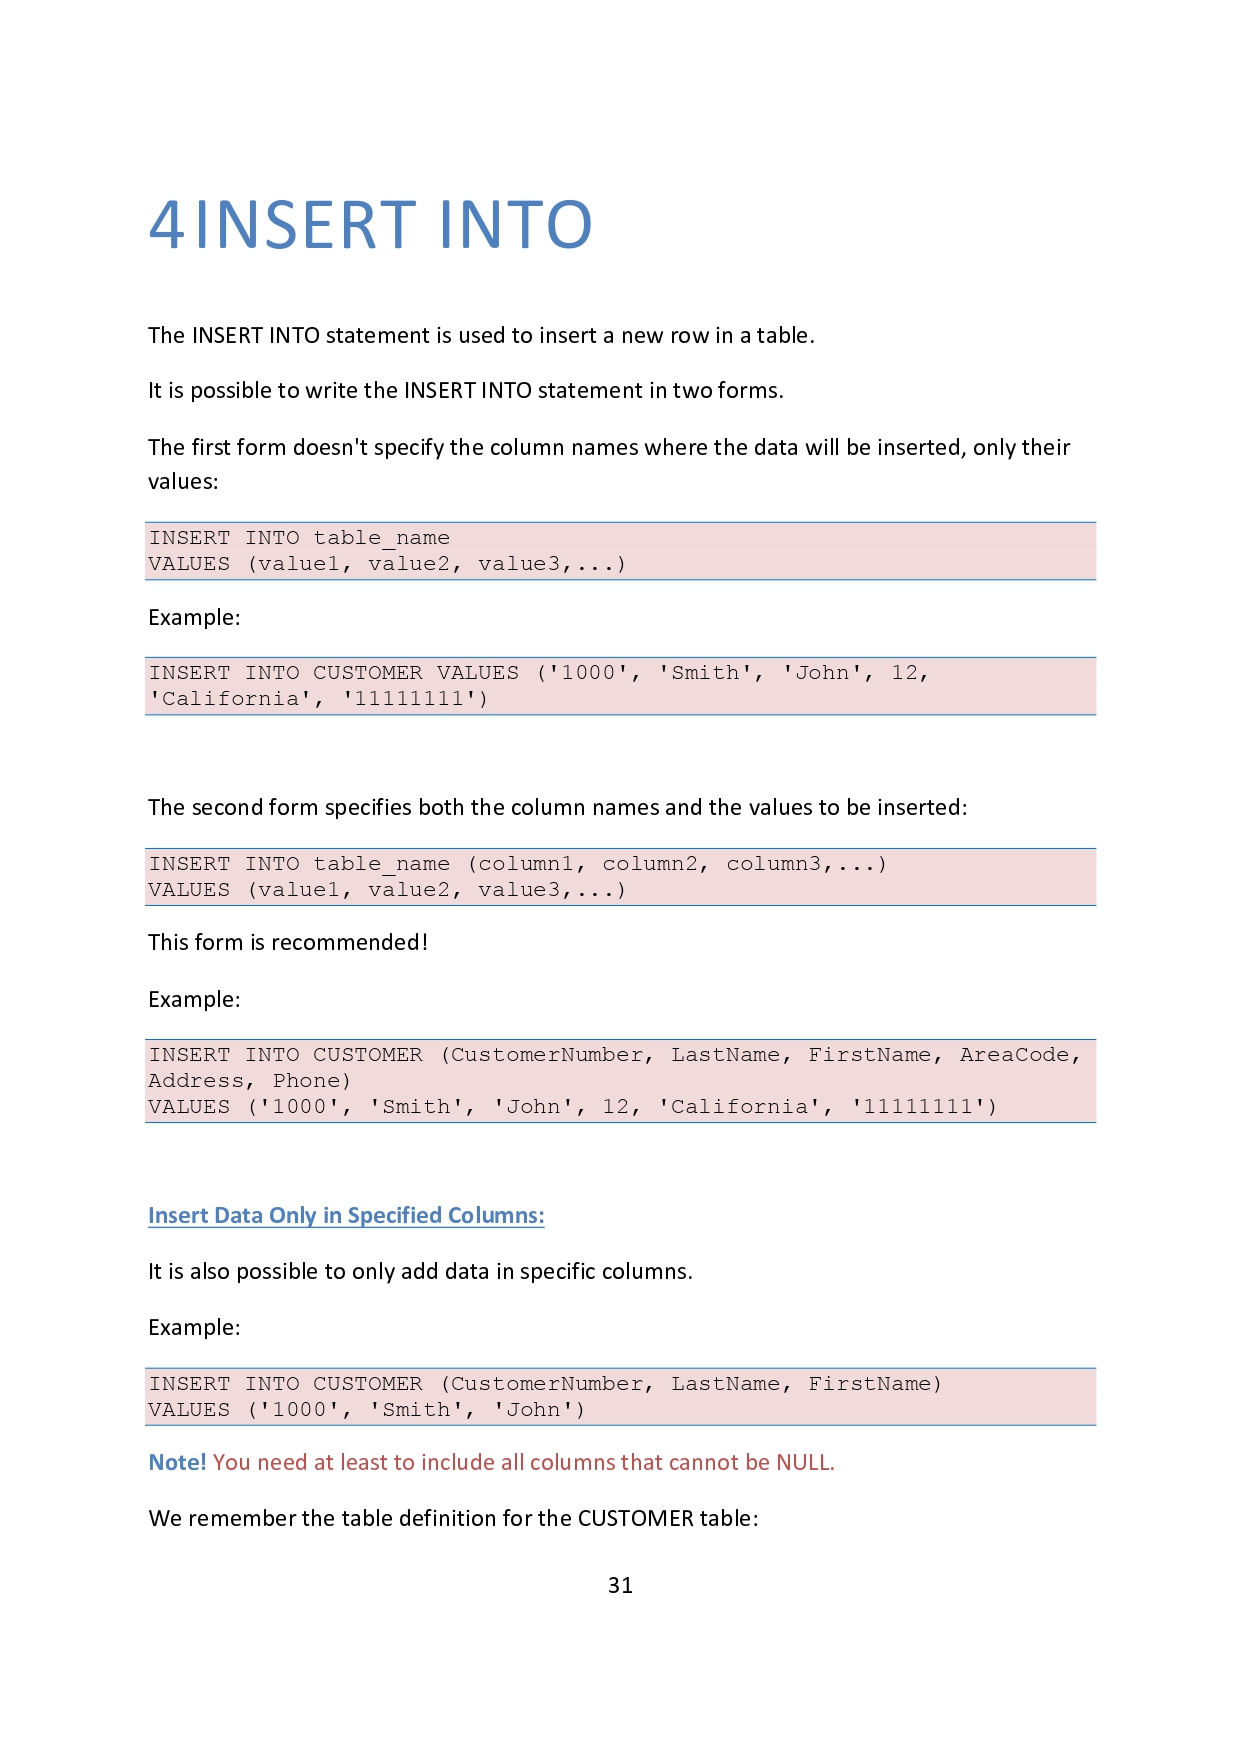 4 INSERT INTO
The INSERT INTO statement is used to insert a new row in a table.
It is possible to write the INSERT INTO statement in two forms.
The first form doesn't specify the column names where the data will be inserted, only their
values:
INSERT INTO table_name
VALUES (value1, value2, value3,...)
Example:
INSERT INTO CUSTOMER VALUES ('1000', 'Smith', 'John', 12,
'California', '11111111')
The second form specifies both the column names and the values to be inserted:
INSERT INTO table_name (column1, column2, column3,...)
VALUES (value1, value2, value3,...)
This form is recommended!
Example:
INSERT INTO CUSTOMER (CustomerNumber, LastName, FirstName, AreaCode,
Address, Phone)
VALUES ('1000', 'Smith', 'John', 12, 'California', '11111111')
Insert Data Only in Specified Columns:
It is also possible to only add data in specific columns.
Example:
INSERT INTO CUSTOMER (CustomerNumber, LastName, FirstName)
VALUES ('1000', 'Smith', 'John')
Note! You need at least to include all columns that cannot be NULL.
We remember the table definition for the CUSTOMER table:
31